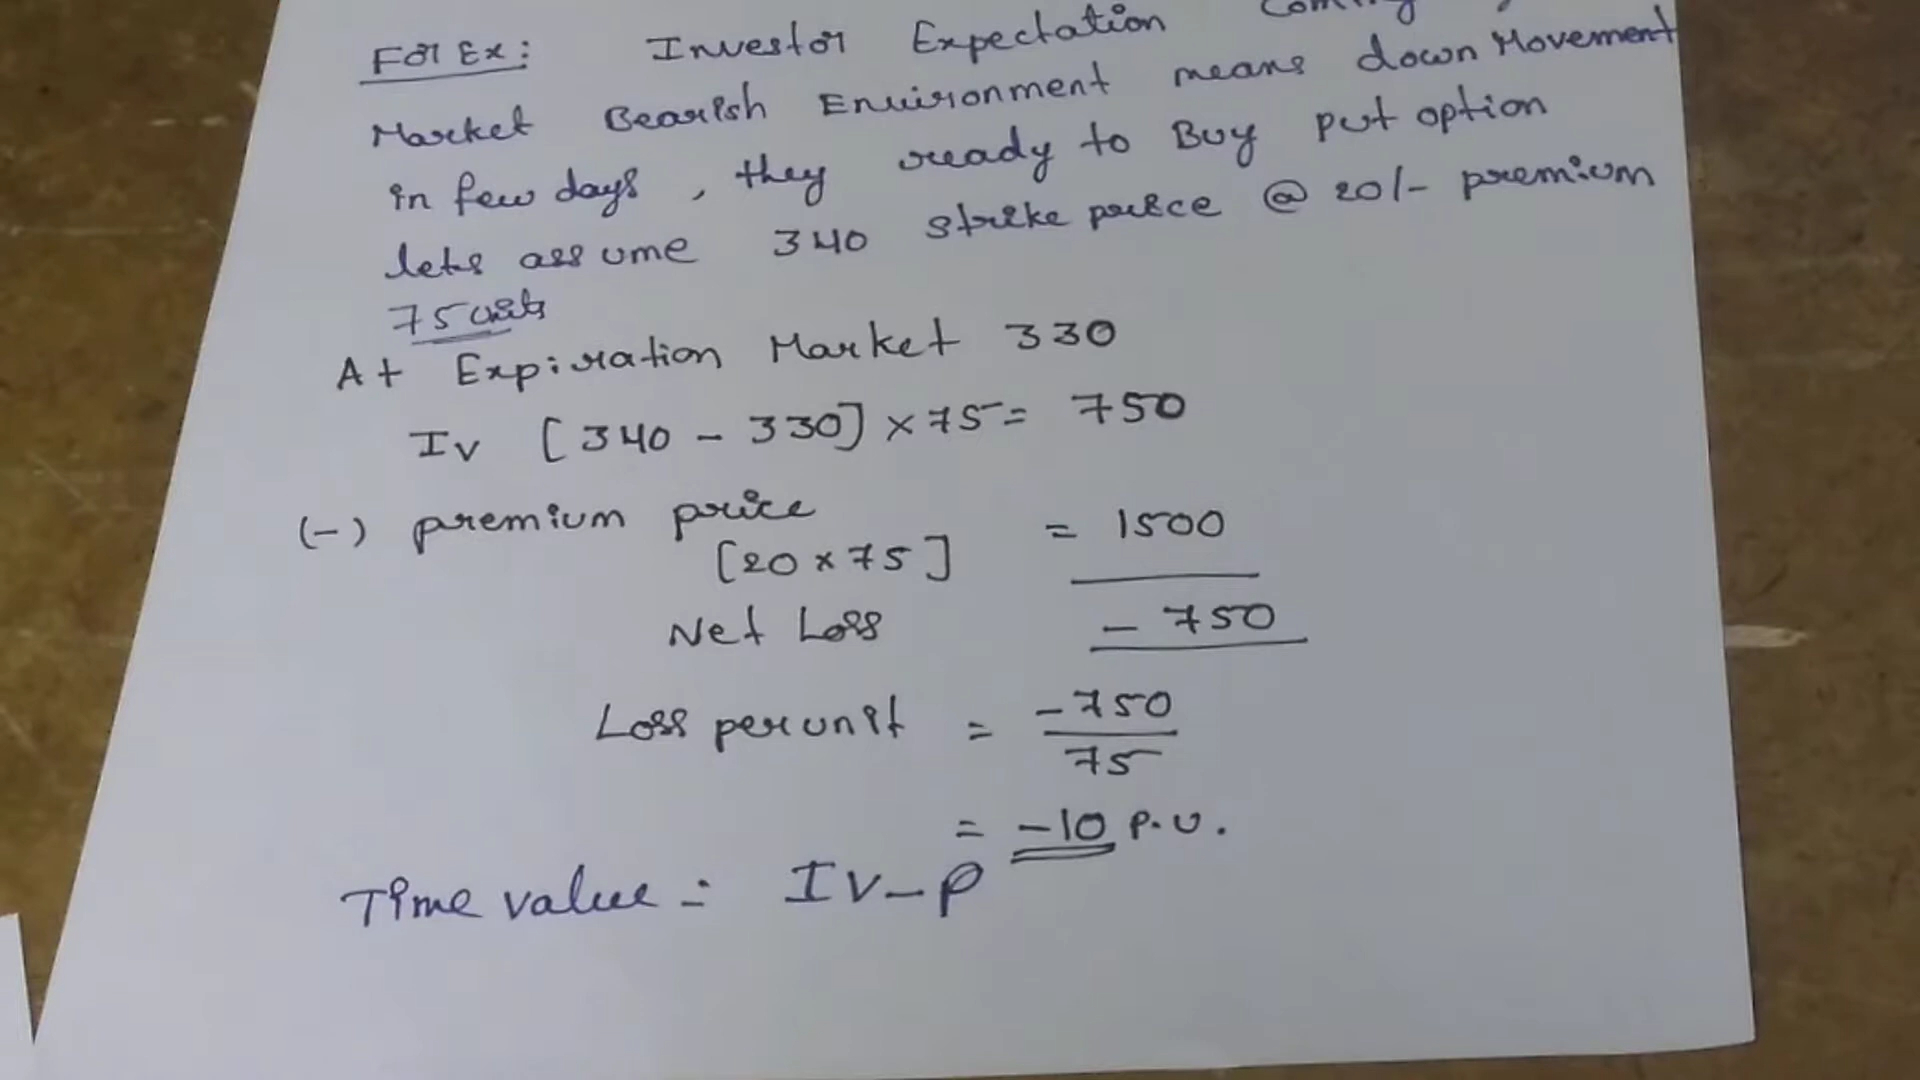 For Ex: Investor Expectation Coming
Market Bearish Environment means down Movement
in few days, they ready to Buy put option
lets assume 340 strike price @ 20/- premium
75 units
At Expiration Market 330
Iv [340 - 330] × 75 = 750
(-) premium price = 1500
[20 × 75]
Net Loss - 750
Loss per unit = -750
75
= -10 P.U.
Time value = IV - P